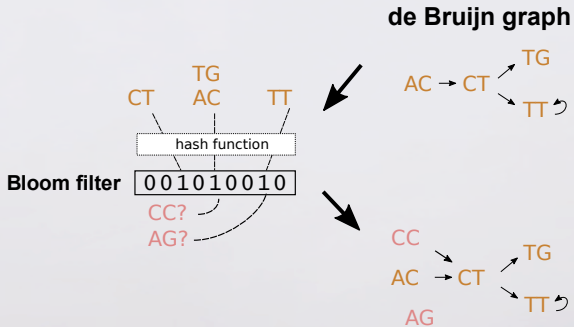 de Bruijn graph
TG
AC CT
TT
TG
CT AC TT
hash function
Bloom filter 001010010
CC?
AG?
CC
TG
AC CT
TT
AG